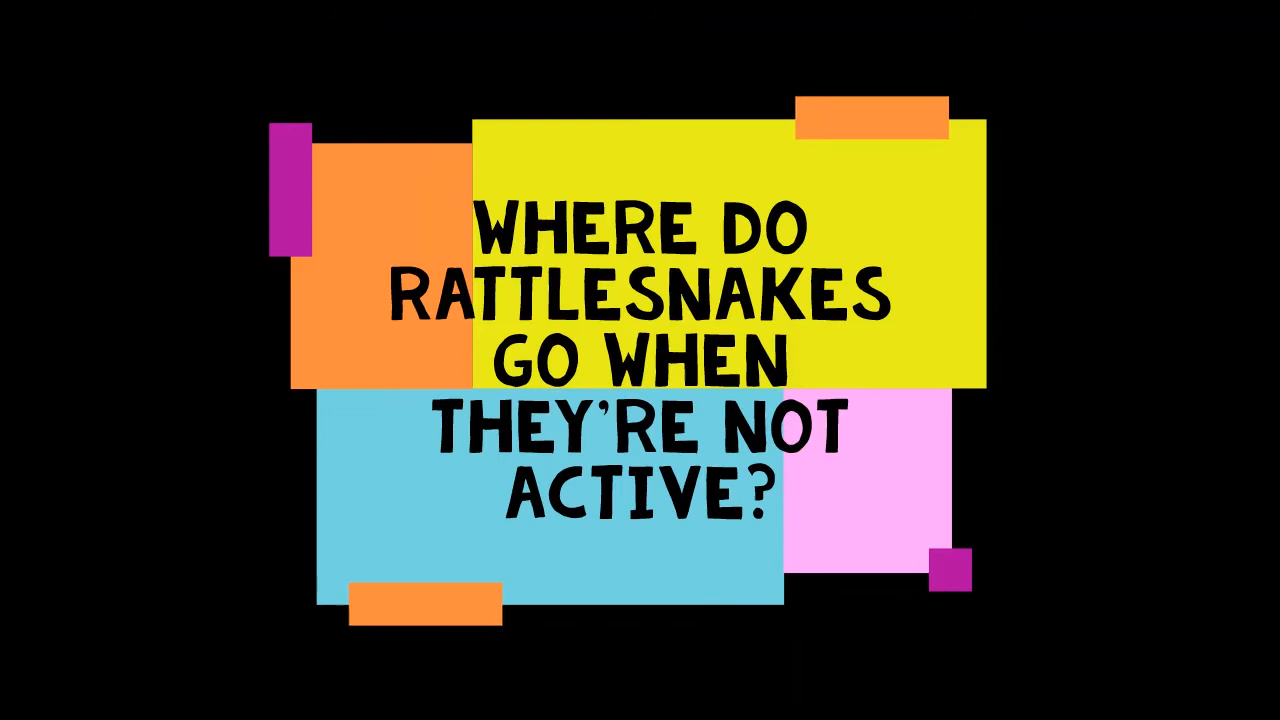 WHERE DO
RATTLESNAKES
GO WHEN
THEY'RE NOT
ACTIVE?